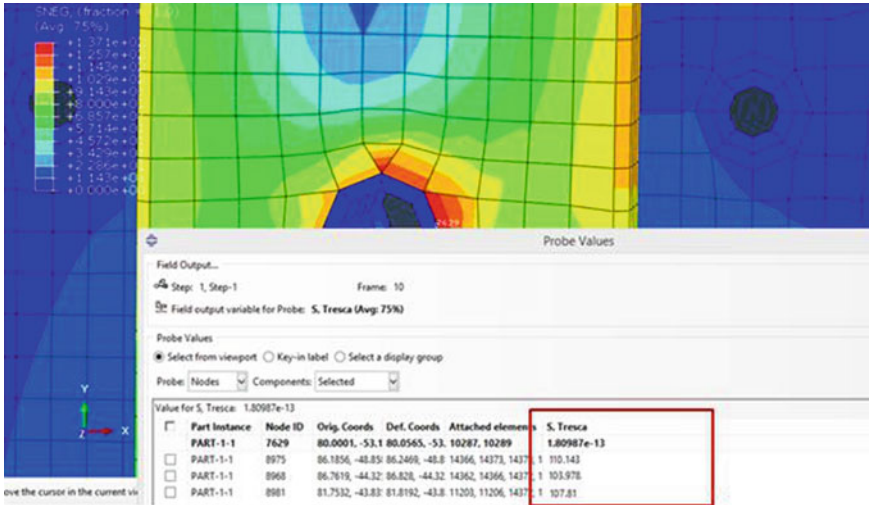 SNEG, (fraction = -1.0)
(Avg: 75%)
+1.371e+0
+1.257e+0
+1.143e+0
+1.029e+0
+9.143e+0
+8.000e+0
+6.857e+0
+5.714e+0
+4.572e+0
+3.429e+0
+2.286e+0
+1.143e+0
+0.000e+0
7629
Probe Values
Field Output...
Step: 1, Step-1 Frame: 10
Field output variable for Probe: S, Tresca (Avg: 75%)
Probe Values
Select from viewport Key-in label Select a display group
Probe: Nodes Components: Selected
Value for S, Tresca: 1.80987e-13
Part Instance Node ID Orig. Coords Def. Coords Attached elements S, Tresca
PART-1-1 7629 80.0001, -53.1 80.0565, -53. 10287, 10289 1.80987e-13
PART-1-1 8975 86.1856, -48.85 86.2469, -48.8 14366, 14373, 1 110.143
PART-1-1 8968 86.7619, -44.32 86.828, -44.32 14362, 14366, 1 103.978
PART-1-1 8981 81.7532, -43.83 81.8192, -43.8 11203, 11206, 1 107.81
Y
Z X
ove the cursor in the current vi